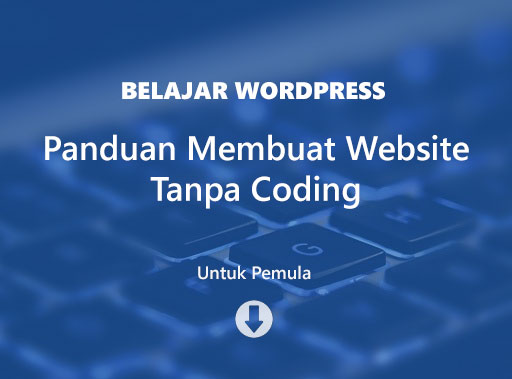 BELAJAR WORDPRESS
Panduan Membuat Website
Tanpa Coding
Untuk Pemula
G
H